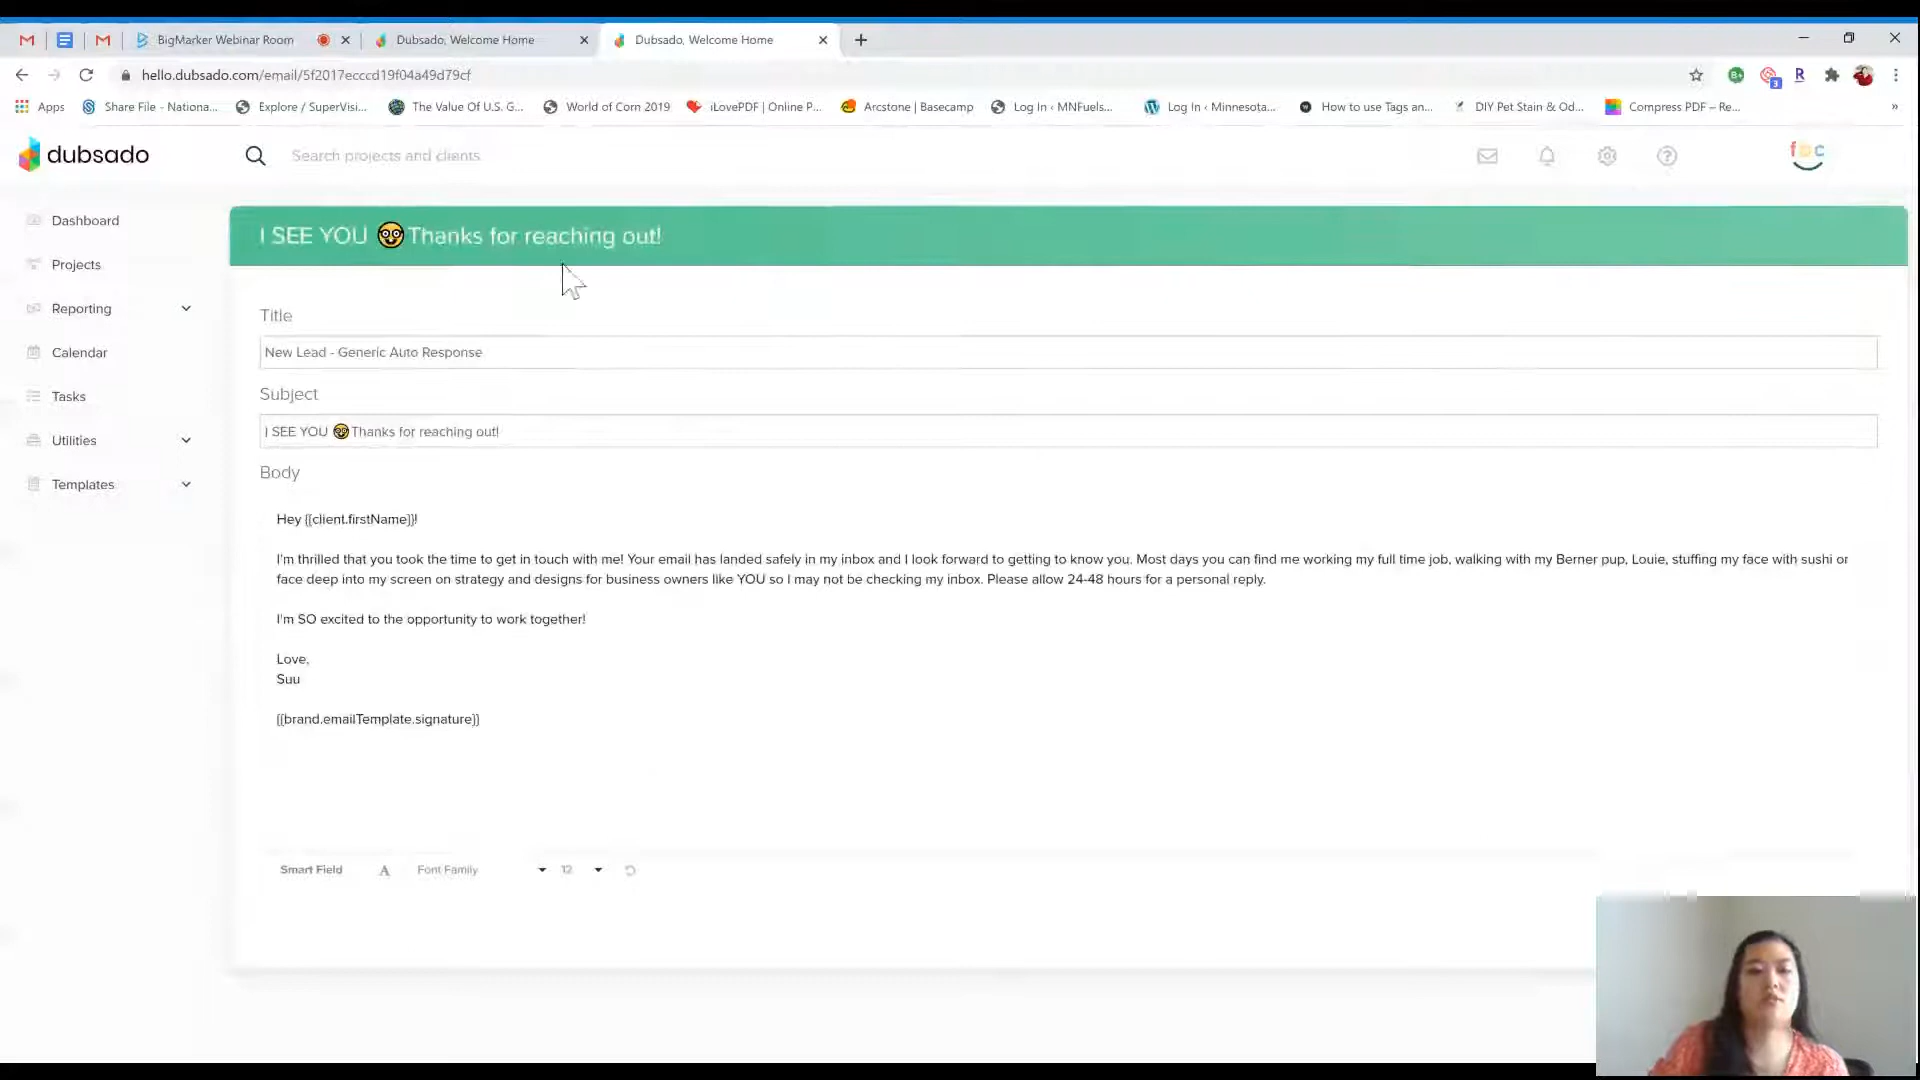 BigMarker Webinar Room
Dubsado, Welcome Home
Dubsado, Welcome Home
hello.dubsado.com/email/5f2017ecccd19f04a49d79cf
Apps
Share File - Nationa...
Explore / SuperVisi...
The Value Of U.S. G...
World of Corn 2019
iLovePDF | Online P...
Arcstone | Basecamp
Log In ‹ MNFuels...
Log In ‹ Minnesota...
How to use Tags an...
DIY Pet Stain & Od...
Compress PDF – Re...
dubsado
Search projects and clients
Dashboard
Projects
Reporting
Calendar
Tasks
Utilities
Templates
I SEE YOU 🤓Thanks for reaching out!
Title
New Lead - Generic Auto Response
Subject
I SEE YOU 🤓Thanks for reaching out!
Body
Hey {{client.firstName}}!
I'm thrilled that you took the time to get in touch with me! Your email has landed safely in my inbox and I look forward to getting to know you. Most days you can find me working my full time job, walking with my Berner pup, Louie, stuffing my face with sushi or
face deep into my screen on strategy and designs for business owners like YOU so I may not be checking my inbox. Please allow 24-48 hours for a personal reply.
I'm SO excited to the opportunity to work together!
Love,
Suu
{{brand.emailTemplate.signature}}
Smart Field A Font Family 12